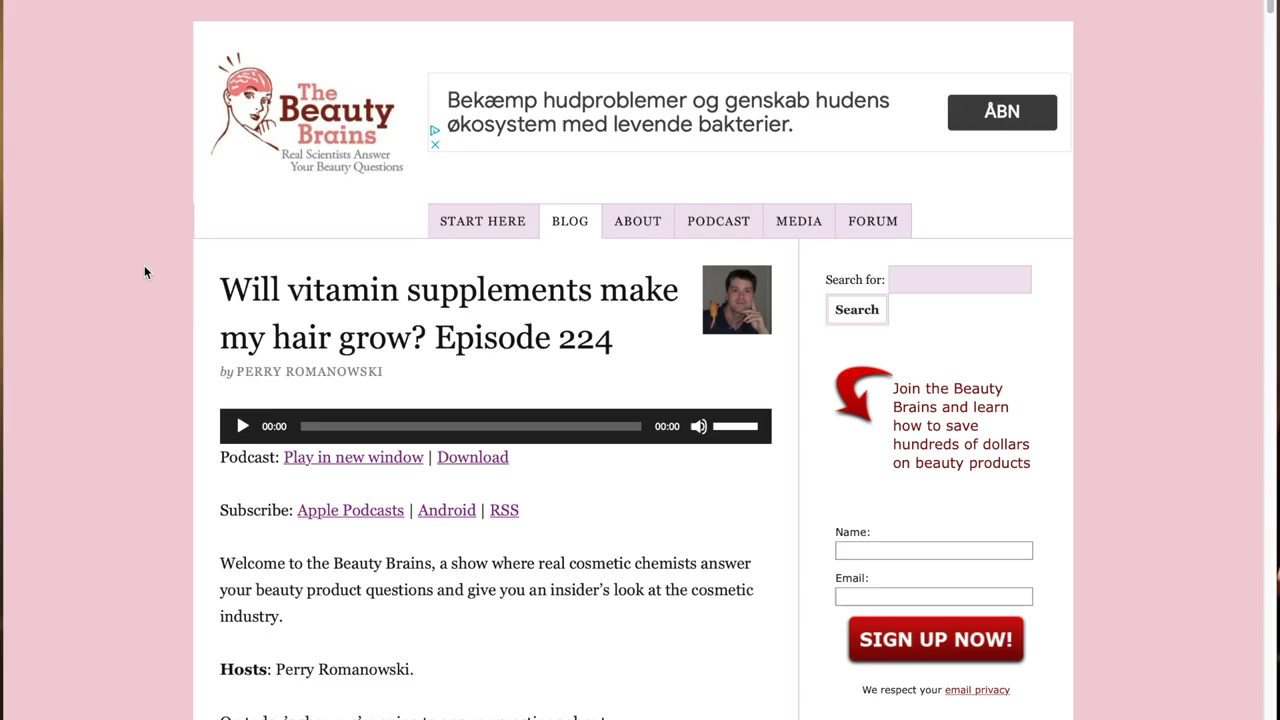 The
Beauty
Brains
Real Scientists Answer
Your Beauty Questions
Bekæmp hudproblemer og genskab hudens
økosystem med levende bakterier.
ÅBN
START HERE BLOG ABOUT PODCAST MEDIA FORUM
Will vitamin supplements make
my hair grow? Episode 224
by PERRY ROMANOWSKI
00:00 00:00
Podcast: Play in new window | Download
Subscribe: Apple Podcasts | Android | RSS
Welcome to the Beauty Brains, a show where real cosmetic chemists answer
your beauty product questions and give you an insider's look at the cosmetic
industry.
Hosts: Perry Romanowski.
Search for:
Search
Join the Beauty
Brains and learn
how to save
hundreds of dollars
on beauty products
Name:
Email:
SIGN UP NOW!
We respect your email privacy